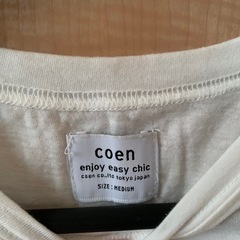 coen
enjoy easy chic
coen co.,ltd tokyo japan
SIZE: MEDIUM